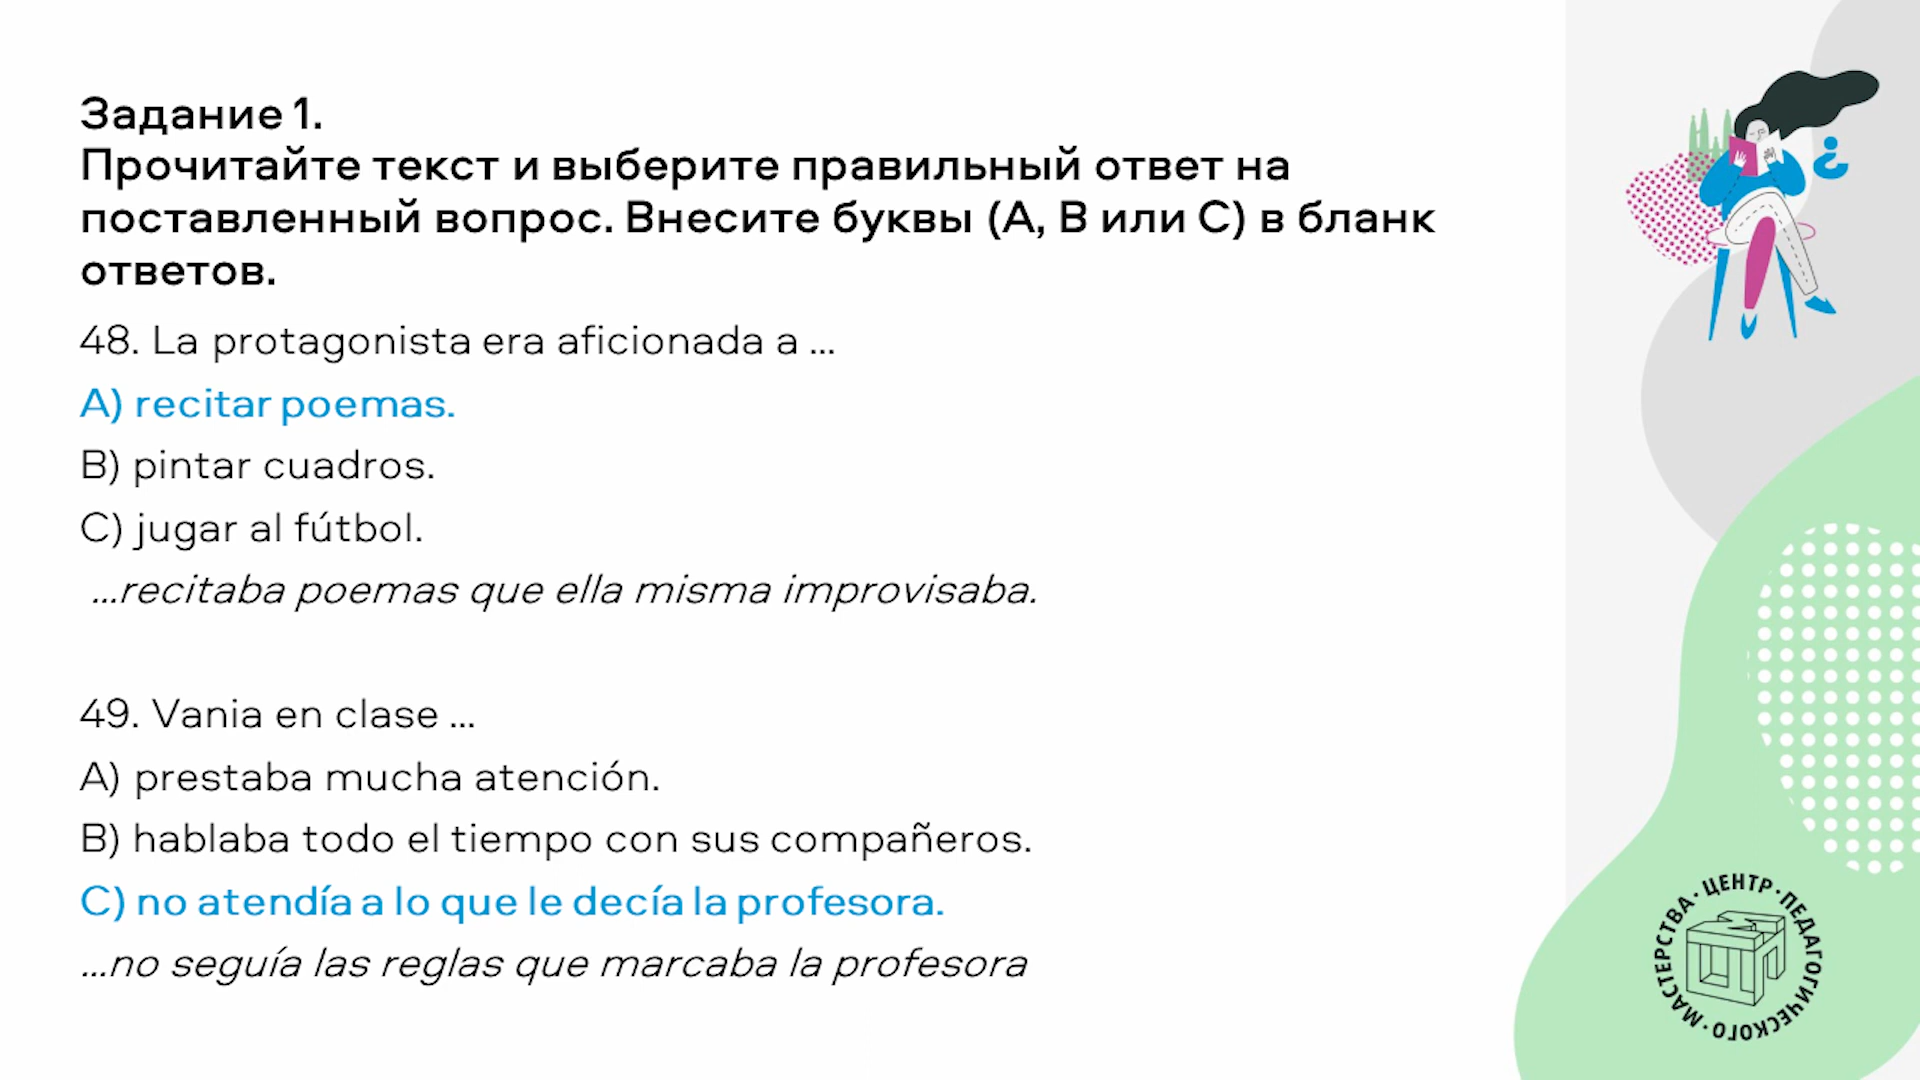 Задание 1.
Прочитайте текст и выберите правильный ответ на
поставленный вопрос. Внесите буквы (A, B или C) в бланк
ответов.
48. La protagonista era aficionada a ...
A) recitar poemas.
B) pintar cuadros.
C) jugar al fútbol.
...recitaba poemas que ella misma improvisaba.
49. Vania en clase ...
A) prestaba mucha atención.
B) hablaba todo el tiempo con sus compañeros.
C) no atendía a lo que le decía la profesora.
...no seguía las reglas que marcaba la profesora
¿
ЦЕНТР · ПЕДАГОГИЧЕСКОГО · МАСТЕРСТВА ·